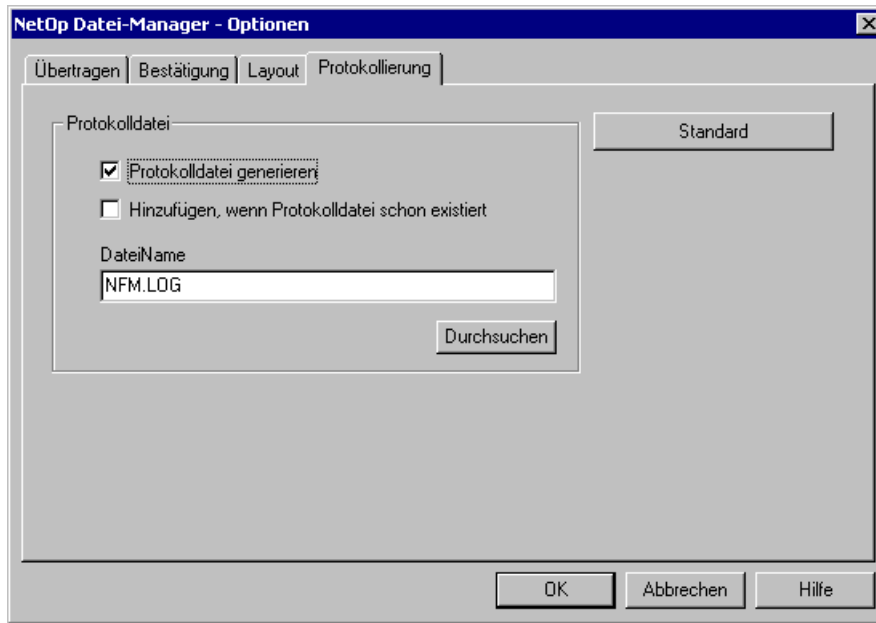 NetOp Datei-Manager - Optionen
Übertragen Bestätigung Layout Protokollierung
Protokolldatei
Standard
Protokolldatei generieren
Hinzufügen, wenn Protokolldatei schon existiert
DateiName
NFM.LOG
Durchsuchen
OK Abbrechen Hilfe